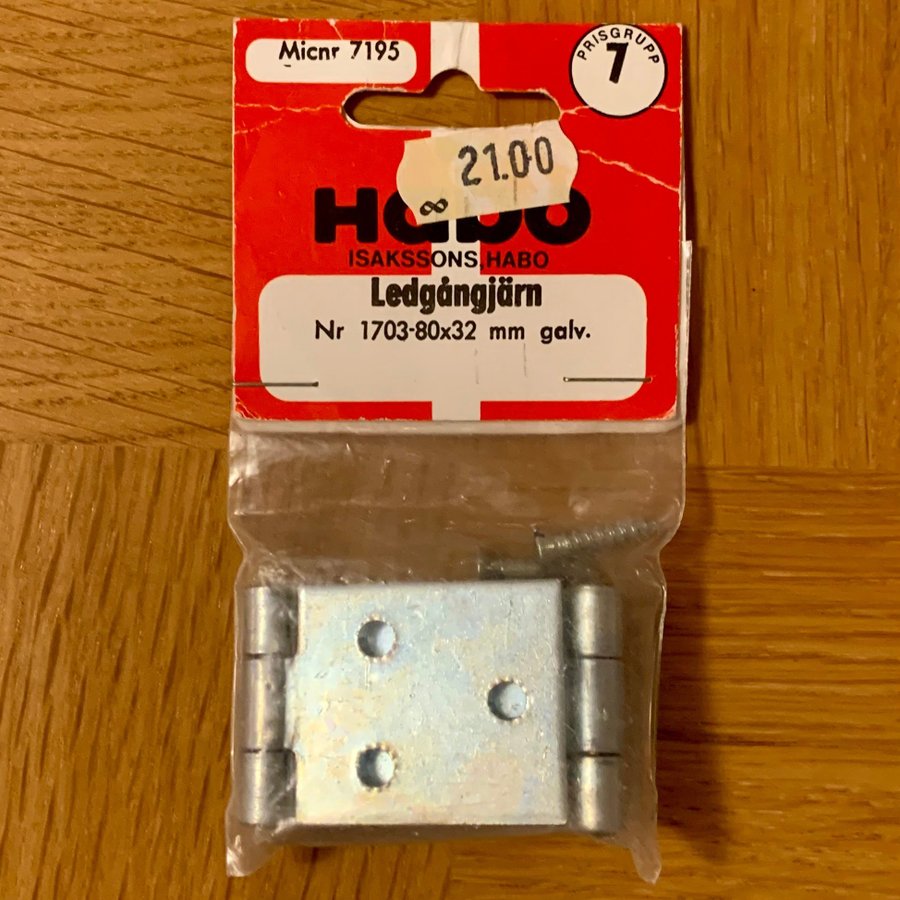 Micnr 7195
PRISGRUPP
7
21.00
∞
Habo
ISAKSSONS, HABO
Ledgångjärn
Nr 1703-80x32 mm galv.